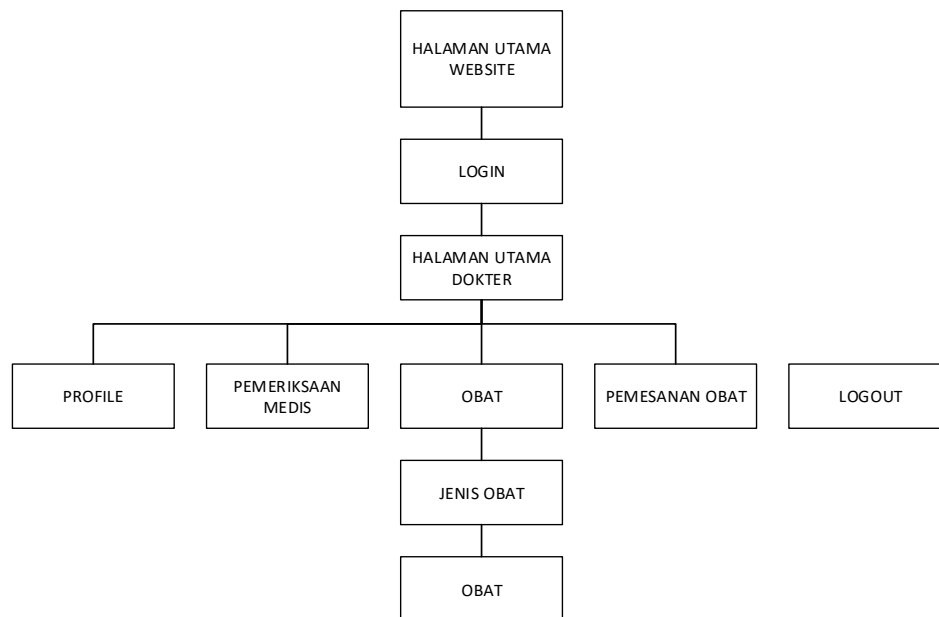 HALAMAN UTAMA
WEBSITE
LOGIN
HALAMAN UTAMA
DOKTER
PROFILE
PEMERIKSAAN
MEDIS
OBAT
PEMESANAN OBAT
LOGOUT
JENIS OBAT
OBAT